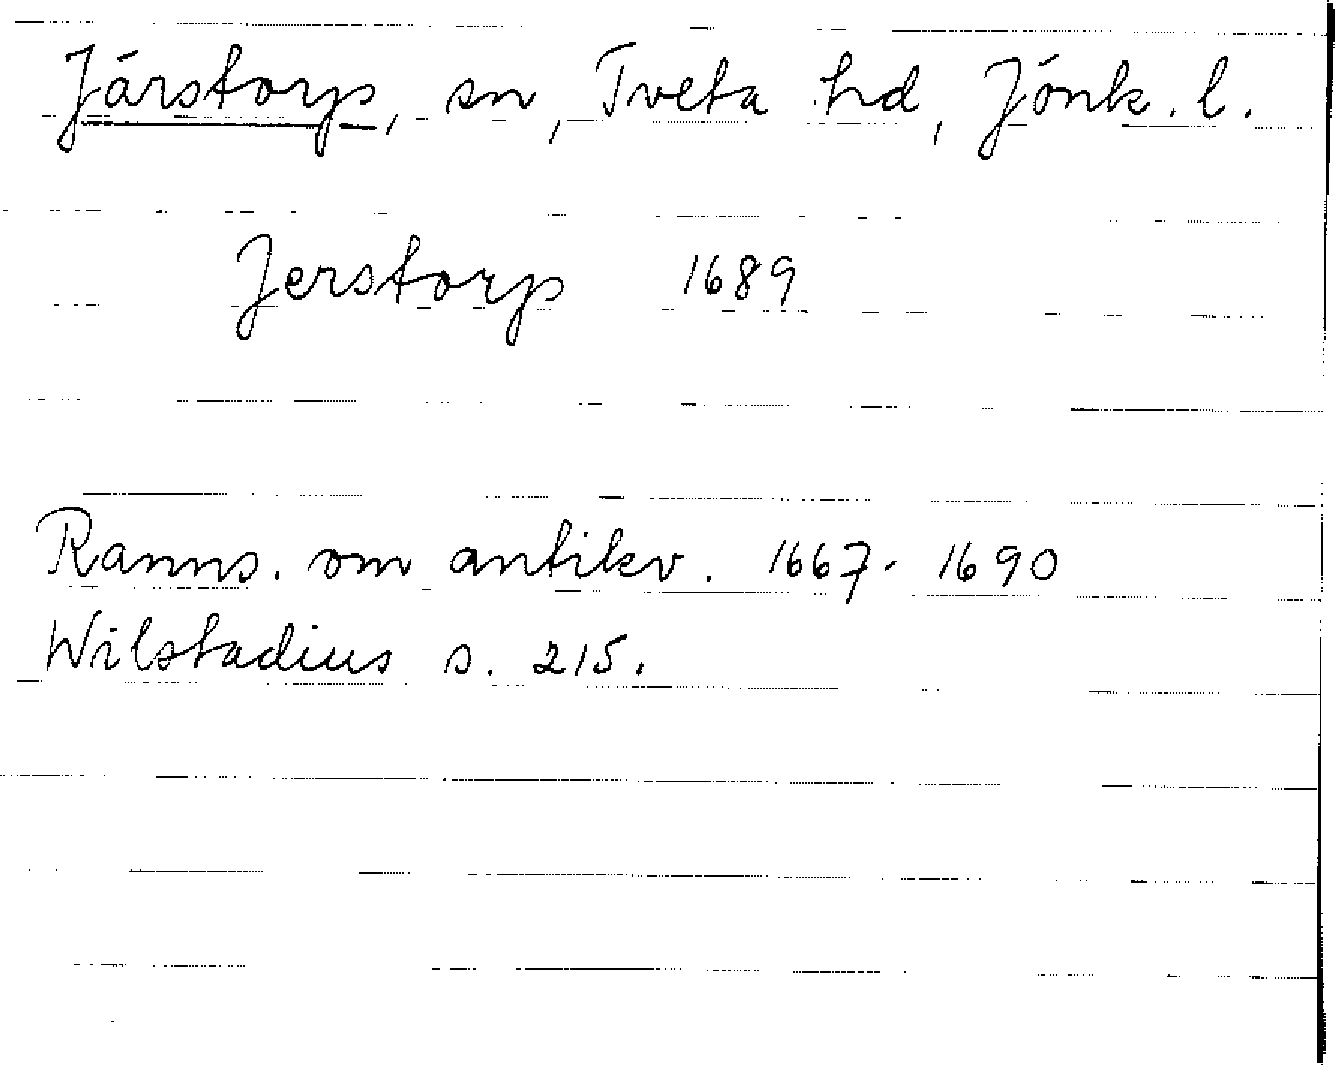 Järstorp, sn, Tveta hd, Jönk. l.
Jerstorp 1689
Ranns. om antikv. 1667-1690
Wilstadius s. 215.